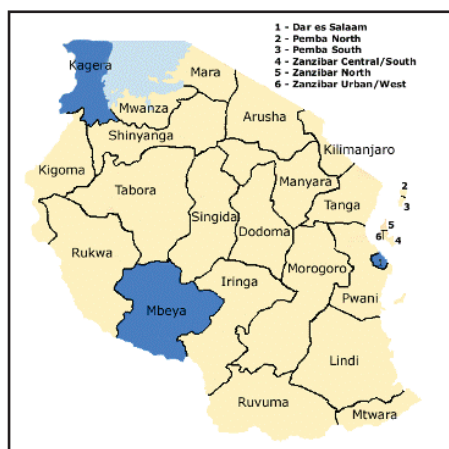 1 - Dar es Salaam
2 - Pemba North
3 - Pemba South
4 - Zanzibar Central/South
5 - Zanzibar North
6 - Zanzibar Urban/West
Kagera
Mara
Mwanza
Arusha
Shinyanga
Kilimanjaro
Kigoma
Manyara
Tabora
Tanga
2
3
Singida
5
Dodoma
6
4
Rukwa
Morogoro
1
Iringa
Pwani
Mbeya
Lindi
Ruvuma
Mtwara